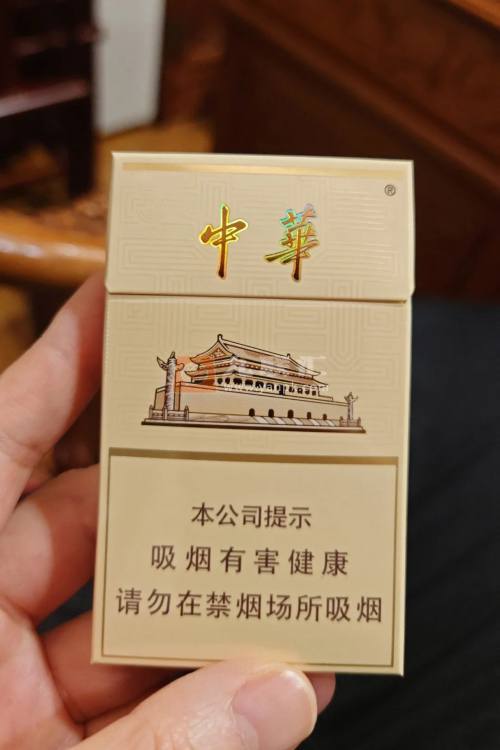 中華
®
本公司提示
吸烟有害健康
请勿在禁烟场所吸烟